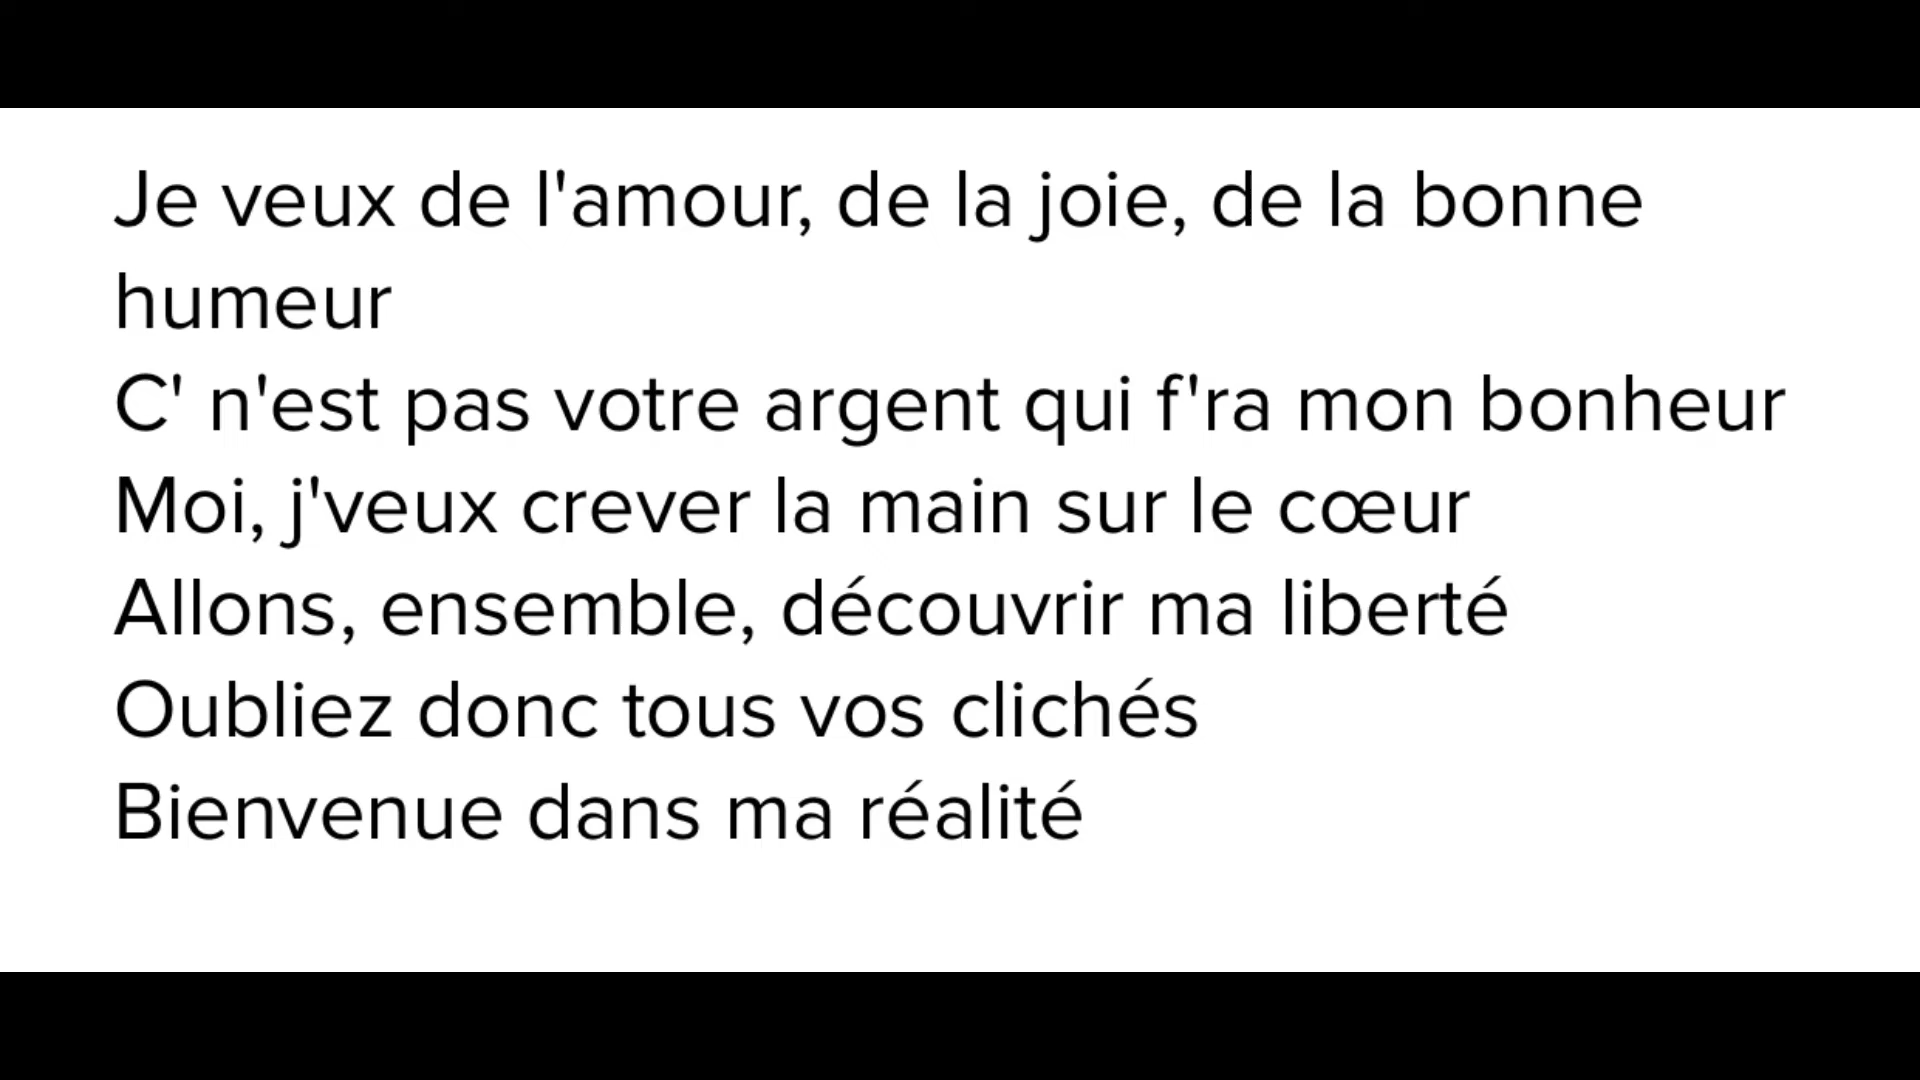 Je veux de l'amour, de la joie, de la bonne
humeur
C' n'est pas votre argent qui f'ra mon bonheur
Moi, j'veux crever la main sur le cœur
Allons, ensemble, découvrir ma liberté
Oubliez donc tous vos clichés
Bienvenue dans ma réalité